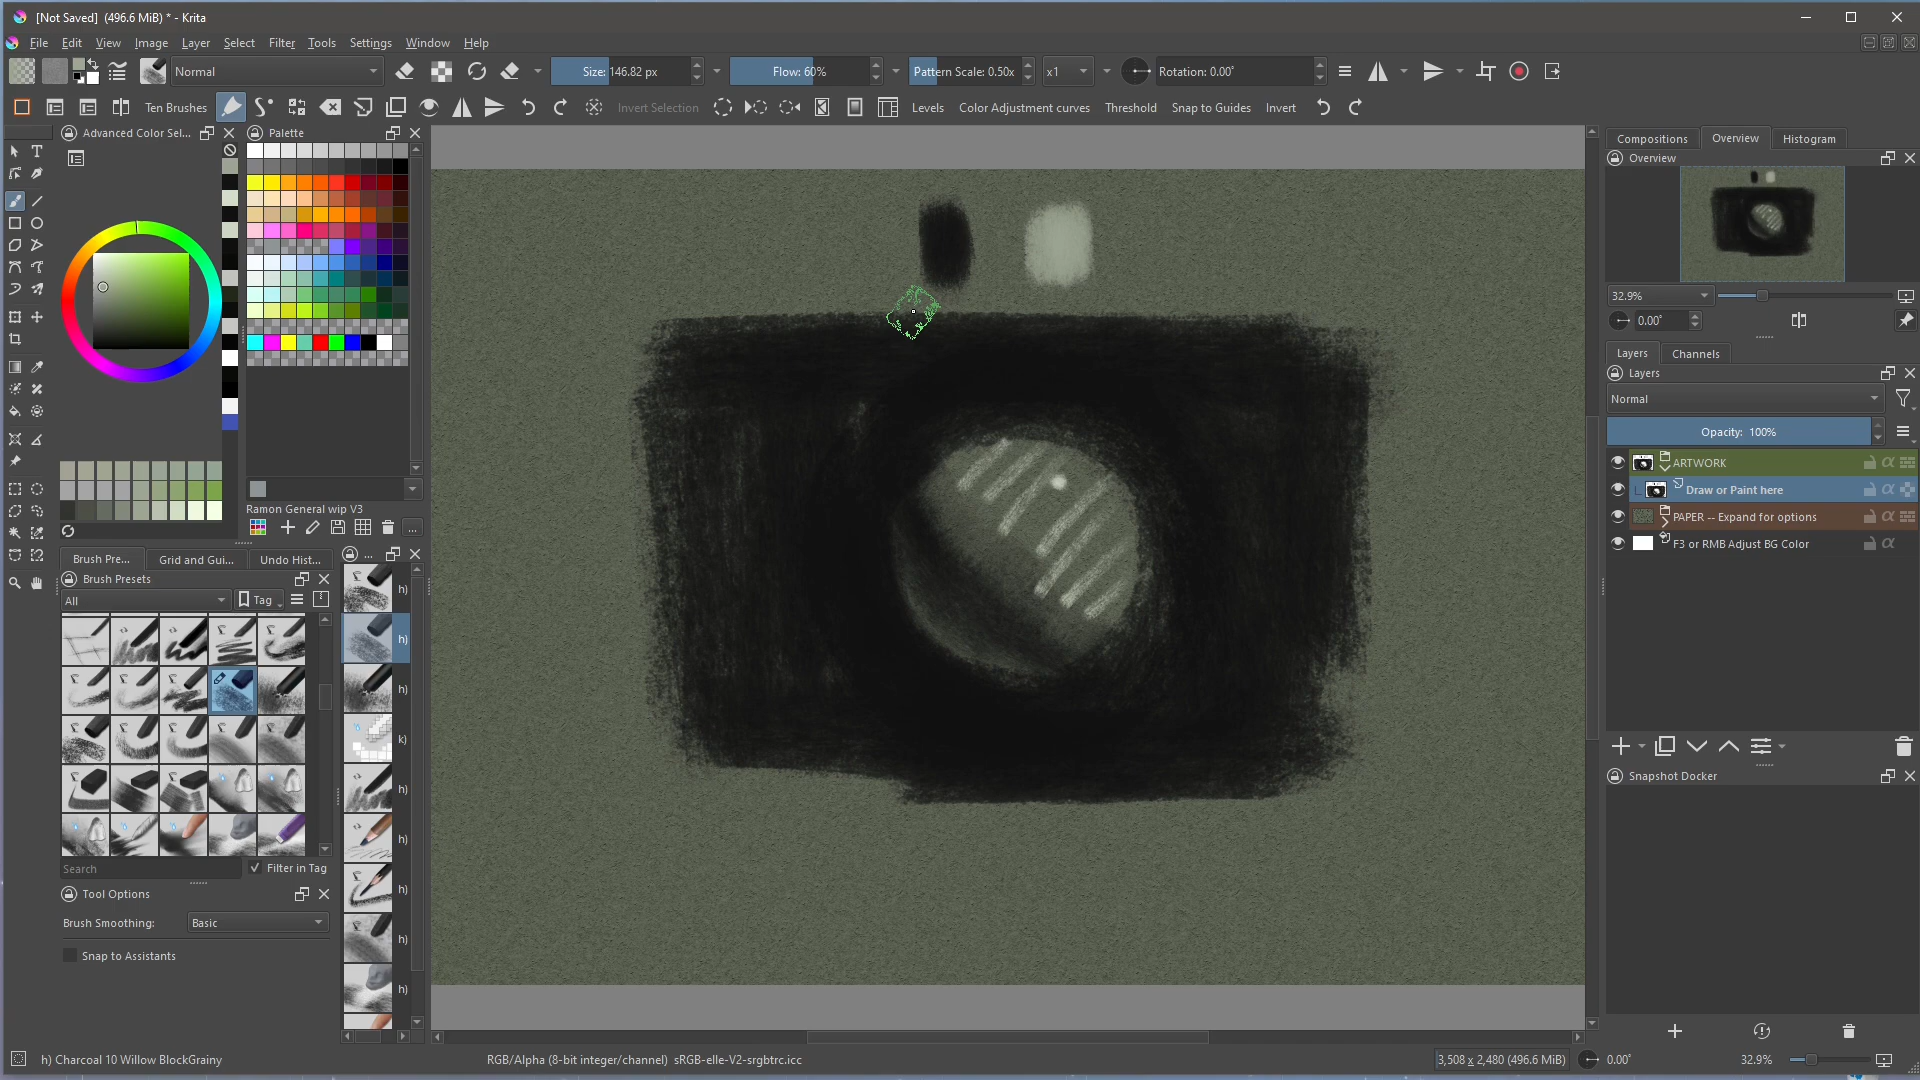 [Not Saved]  (496.6 MiB) * - Krita
File Edit View Image Layer Select Filter Tools Settings Window Help
Normal Size: 146.82 px Flow: 60% Pattern Scale: 0.50x x1 Rotation: 0.00°
Ten Brushes Invert Selection Levels Color Adjustment curves Threshold Snap to Guides Invert
Advanced Color Sel... Palette
Compositions Overview Histogram
Overview
32.9%
0.00°
Layers Channels
Layers
Normal
Opacity: 100%
ARTWORK
Draw or Paint here
PAPER -- Expand for options
F3 or RMB Adjust BG Color
Snapshot Docker
Ramon General wip V3
...
Brush Pre... Grid and Gui... Undo Hist... ...
Brush Presets
All Tag
h)
h)
h)
k)
h)
h)
h)
h)
h)
Search Filter in Tag
Tool Options
Brush Smoothing: Basic
Snap to Assistants
h) Charcoal 10 Willow BlockGrainy RGB/Alpha (8-bit integer/channel)  sRGB-elle-V2-srgbtrc.icc 3,508 x 2,480 (496.6 MiB) 0.00° 32.9%